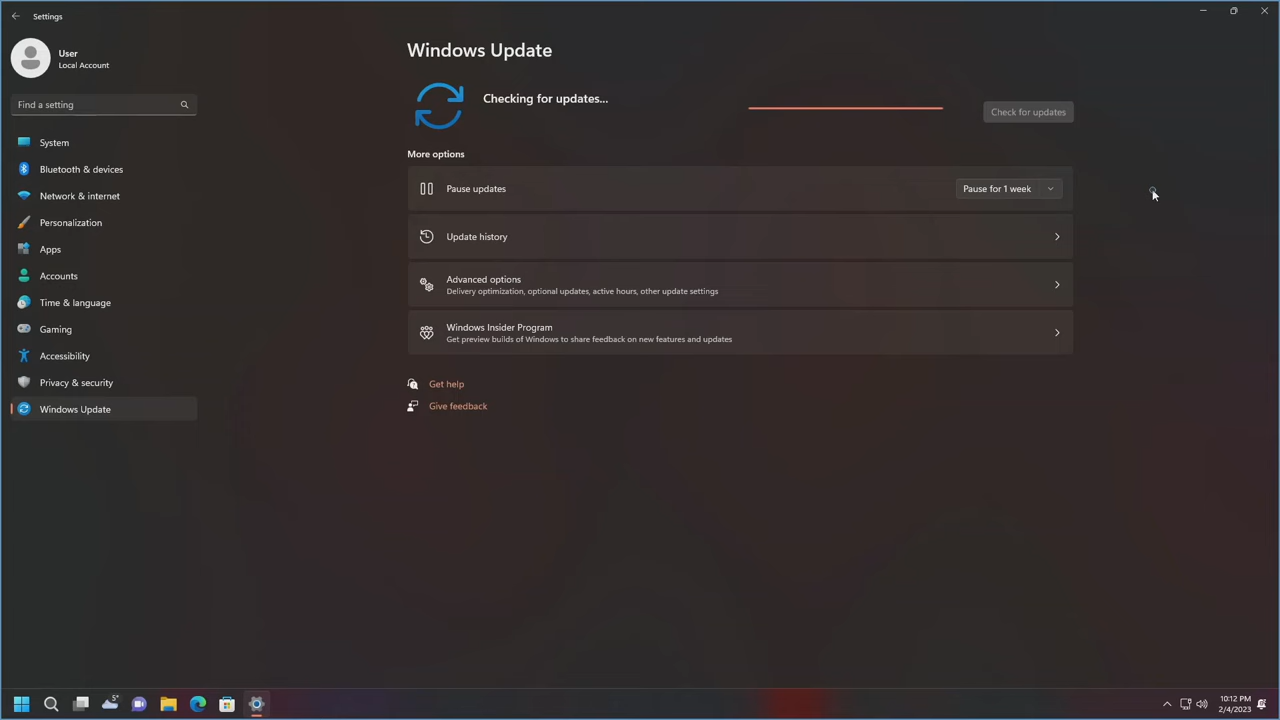 Settings
User
Local Account
Find a setting
System
Bluetooth & devices
Network & internet
Personalization
Apps
Accounts
Time & language
Gaming
Accessibility
Privacy & security
Windows Update
Windows Update
Checking for updates...
Check for updates
More options
Pause updates
Pause for 1 week
Update history
Advanced options
Delivery optimization, optional updates, active hours, other update settings
Windows Insider Program
Get preview builds of Windows to share feedback on new features and updates
Get help
Give feedback
5°
10:12 PM
2/4/2023